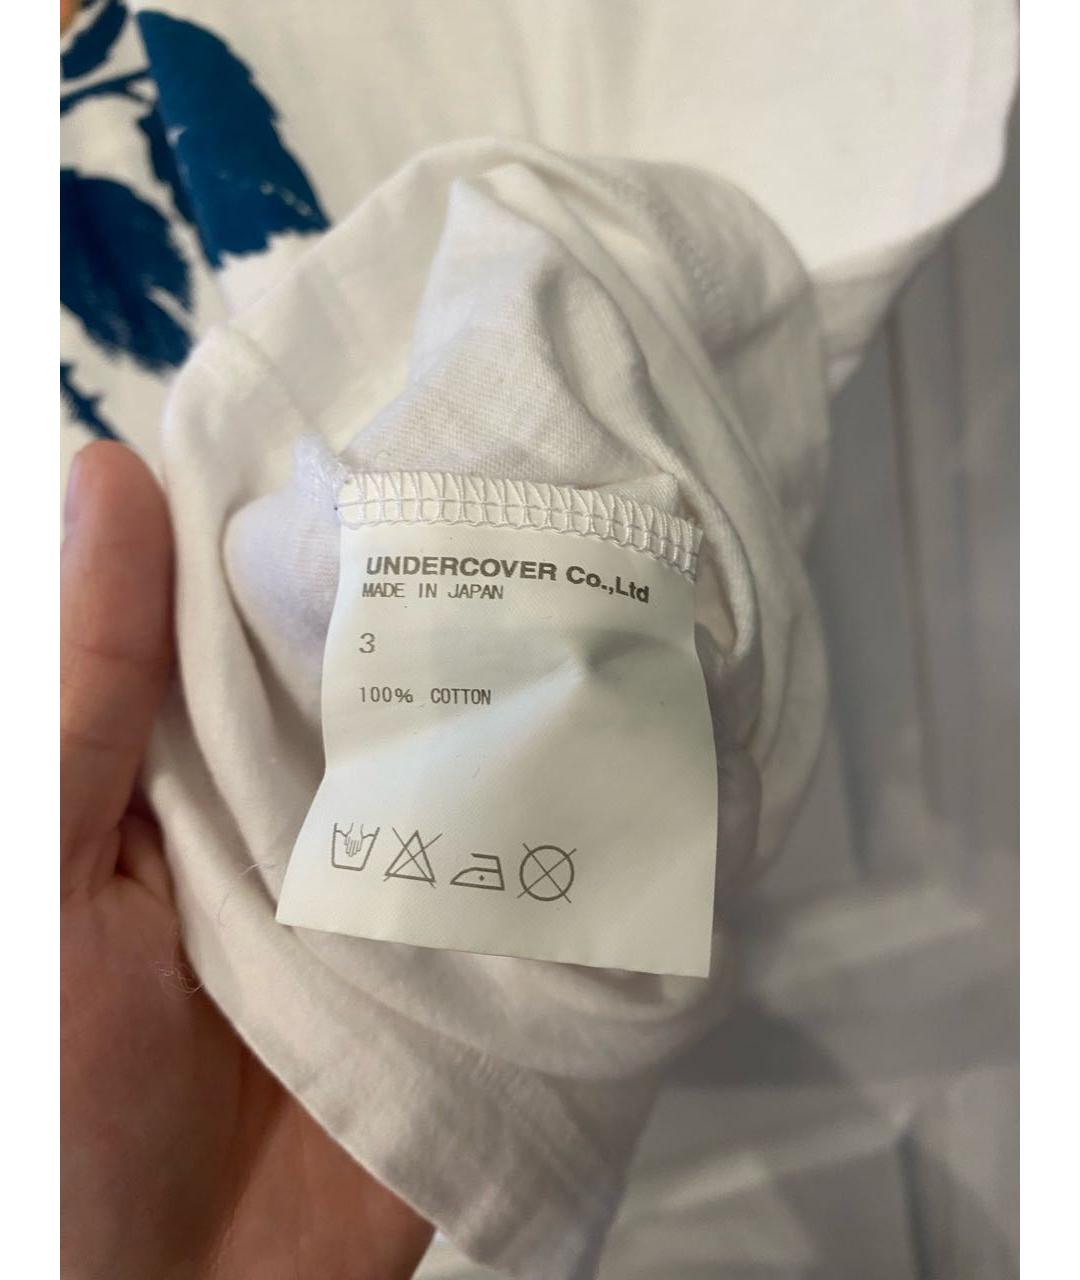 UNDERCOVER Co.,Ltd
MADE IN JAPAN
3
100% COTTON